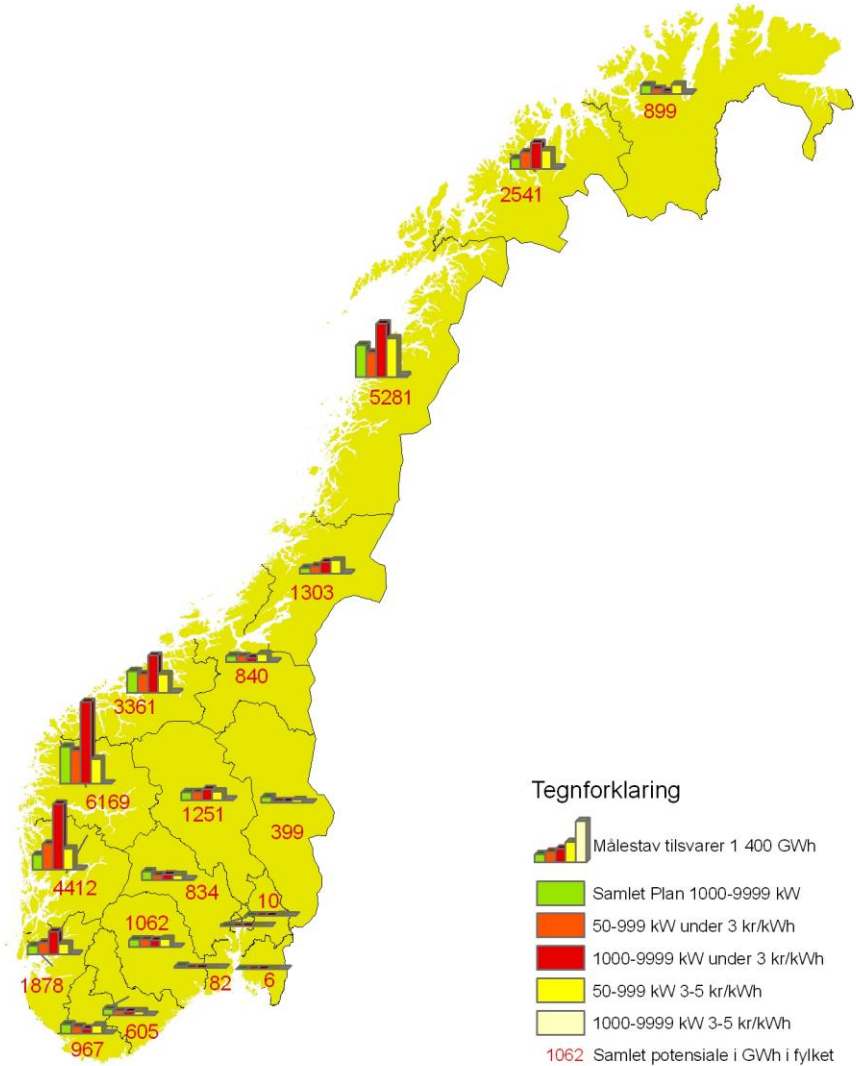 899
2541
5281
1303
840
3361
6169
1251
399
4412
834
10
1062
1878
82
6
605
967
Tegnforklaring
Målestav tilsvarer 1 400 GWh
Samlet Plan 1000-9999 kW
50-999 kW under 3 kr/kWh
1000-9999 kW under 3 kr/kWh
50-999 kW 3-5 kr/kWh
1000-9999 kW 3-5 kr/kWh
1062 Samlet potensiale i GWh i fylket